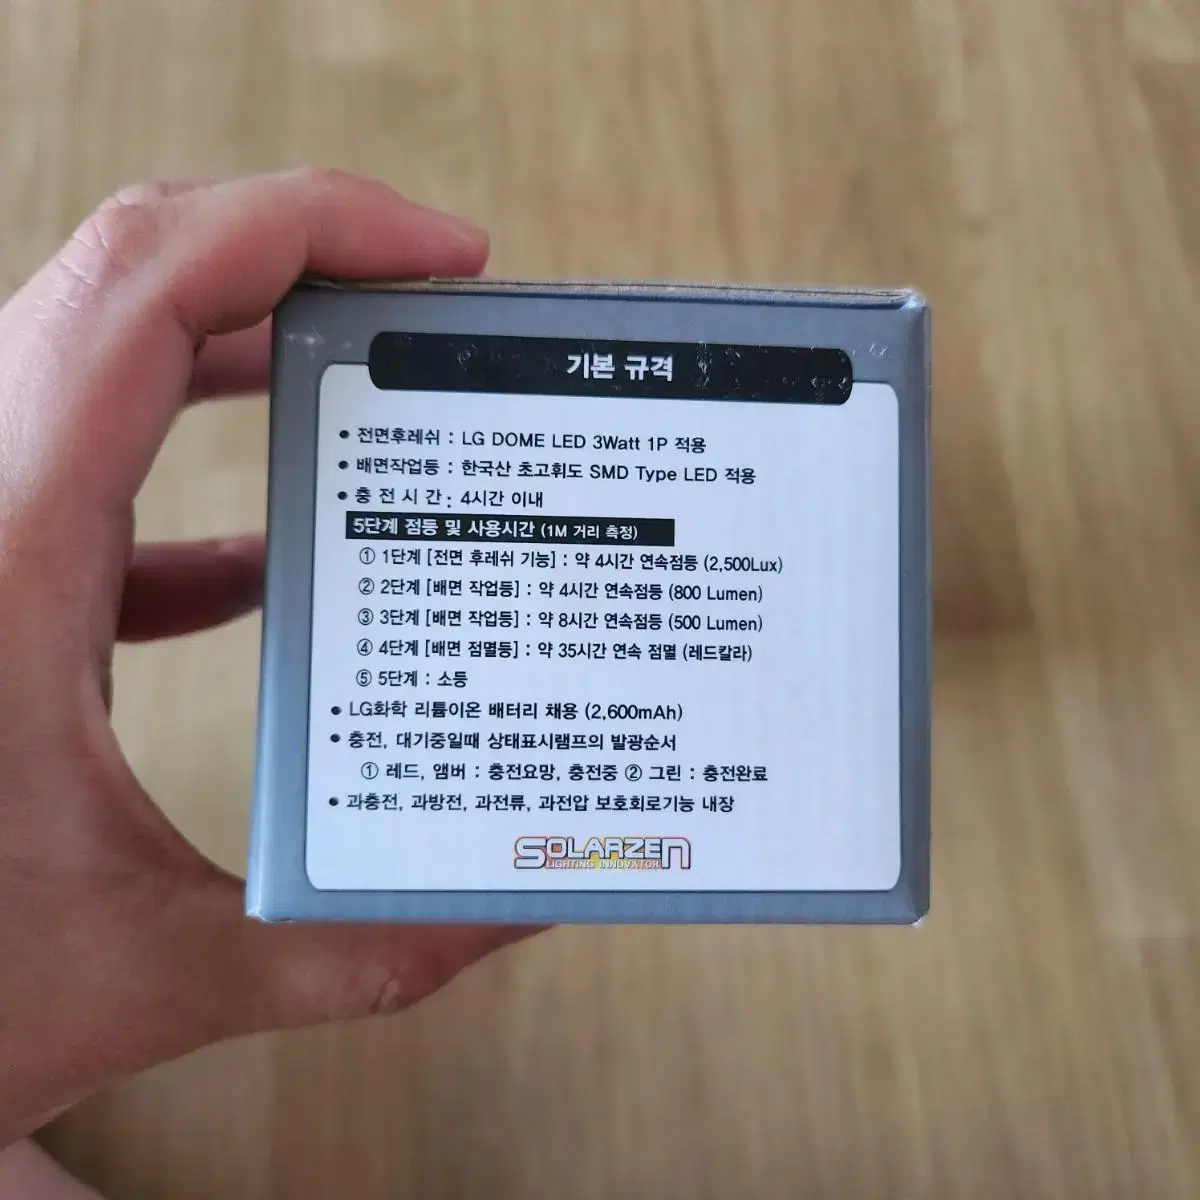 기본 규격
• 전면후레쉬 : LG DOME LED 3Watt 1P 적용
• 배면작업등 : 한국산 초고휘도 SMD Type LED 적용
• 충 전 시 간 : 4시간 이내
5단계 점등 및 사용시간 (1M 거리 측정)
① 1단계 [전면 후레쉬 기능] : 약 4시간 연속점등 (2,500Lux)
② 2단계 [배면 작업등] : 약 4시간 연속점등 (800 Lumen)
③ 3단계 [배면 작업등] : 약 8시간 연속점등 (500 Lumen)
④ 4단계 [배면 점멸등] : 약 35시간 연속 점멸 (레드칼라)
⑤ 5단계 : 소등
• LG화학 리튬이온 배터리 채용 (2,600mAh)
• 충전, 대기중일때 상태표시램프의 발광순서
① 레드, 앰버 : 충전요망, 충전중 ② 그린 : 충전완료
• 과충전, 과방전, 과전류, 과전압 보호회로기능 내장
SOLARZEN
LIGHTING INNOVATOR